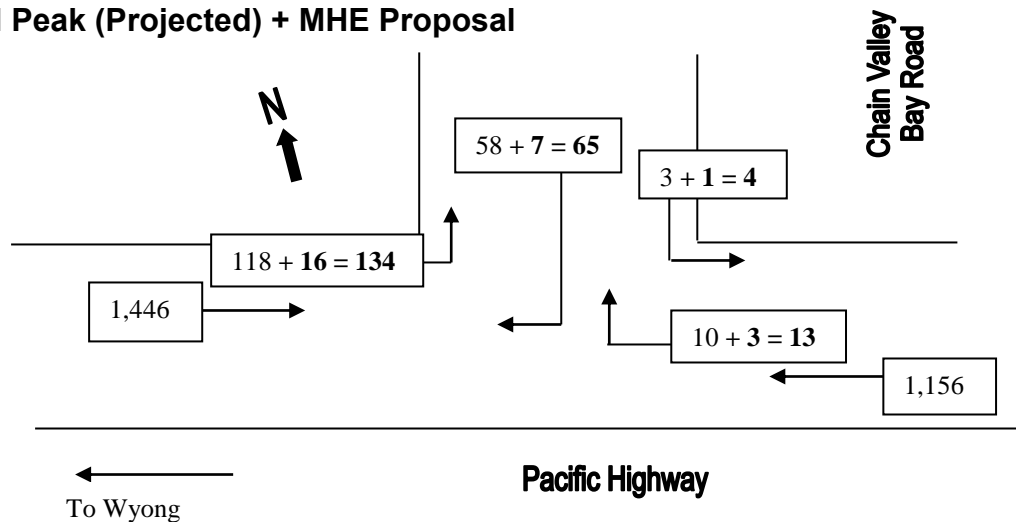 Peak (Projected) + MHE Proposal
Chain Valley
Bay Road
N
58 + 7 = 65
3 + 1 = 4
118 + 16 = 134
1,446
10 + 3 = 13
1,156
Pacific Highway
To Wyong